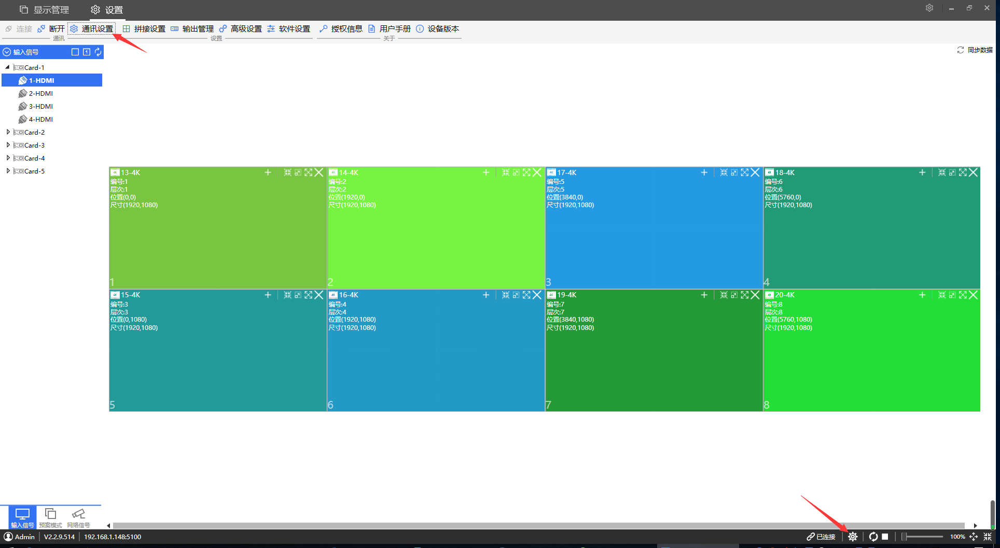 显示管理
设置
连接
断开
通讯设置
拼接设置
输出管理
高级设置
软件设置
授权信息
用户手册
设备版本
通讯
设置
关于
输入信号
1
同步数据
Card-1
1-HDMI
2-HDMI
3-HDMI
4-HDMI
Card-2
Card-3
Card-4
Card-5
4K 13-4K
编号:1
层次:1
位置(0,0)
尺寸(1920,1080)
1
4K 14-4K
编号:2
层次:2
位置(1920,0)
尺寸(1920,1080)
2
4K 17-4K
编号:5
层次:5
位置(3840,0)
尺寸(1920,1080)
3
4K 18-4K
编号:6
层次:6
位置(5760,0)
尺寸(1920,1080)
4
4K 15-4K
编号:3
层次:3
位置(0,1080)
尺寸(1920,1080)
5
4K 16-4K
编号:4
层次:4
位置(1920,1080)
尺寸(1920,1080)
6
4K 19-4K
编号:7
层次:7
位置(3840,1080)
尺寸(1920,1080)
7
4K 20-4K
编号:8
层次:8
位置(5760,1080)
尺寸(1920,1080)
8
输入信号
预案模式
网络信号
Admin
V2.2.9.514
192.168.1.148:5100
已连接
100%